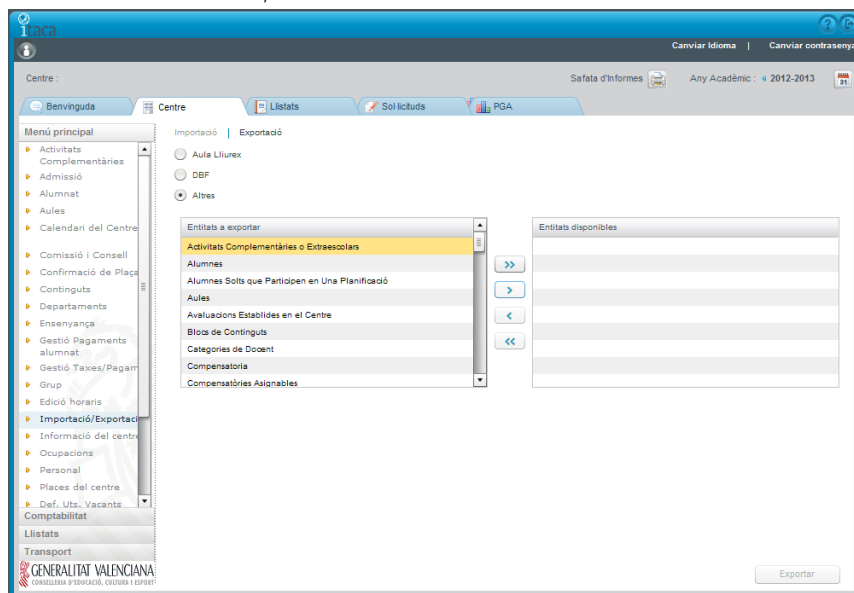 itaca
Canviar Idioma | Canviar contrasenya
Centre :
Safata d'Informes
Any Acadèmic : 2012-2013
31
Benvinguda
Centre
Llistats
Sol·licituds
PGA
Menú principal
Activitats
Complementàries
Admissió
Alumnat
Aules
Calendari del Centre
Comissió i Consell
Confirmació de Plaça
Continguts
Departaments
Ensenyança
Gestió Pagaments
alumnat
Gestió Taxes/Pagam
Grup
Edició horaris
Importació/Exportaci
Informació del centre
Ocupacions
Personal
Places del centre
Def. Uts. Vacants
Comptabilitat
Llistats
Transport
GENERALITAT VALENCIANA
CONSELLERIA D'EDUCACIÓ, CULTURA I ESPORT
Importació | Exportació
Aula Lliurex
DBF
Altres
Entitats a exportar
Activitats Complementàries o Extraescolars
Alumnes
Alumnes Solts que Participen en Una Planificació
Aules
Avaluacions Establides en el Centre
Blocs de Continguts
Categories de Docent
Compensatoria
Compensatòries Asignables
>>
>
<
<<
Entitats disponibles
Exportar